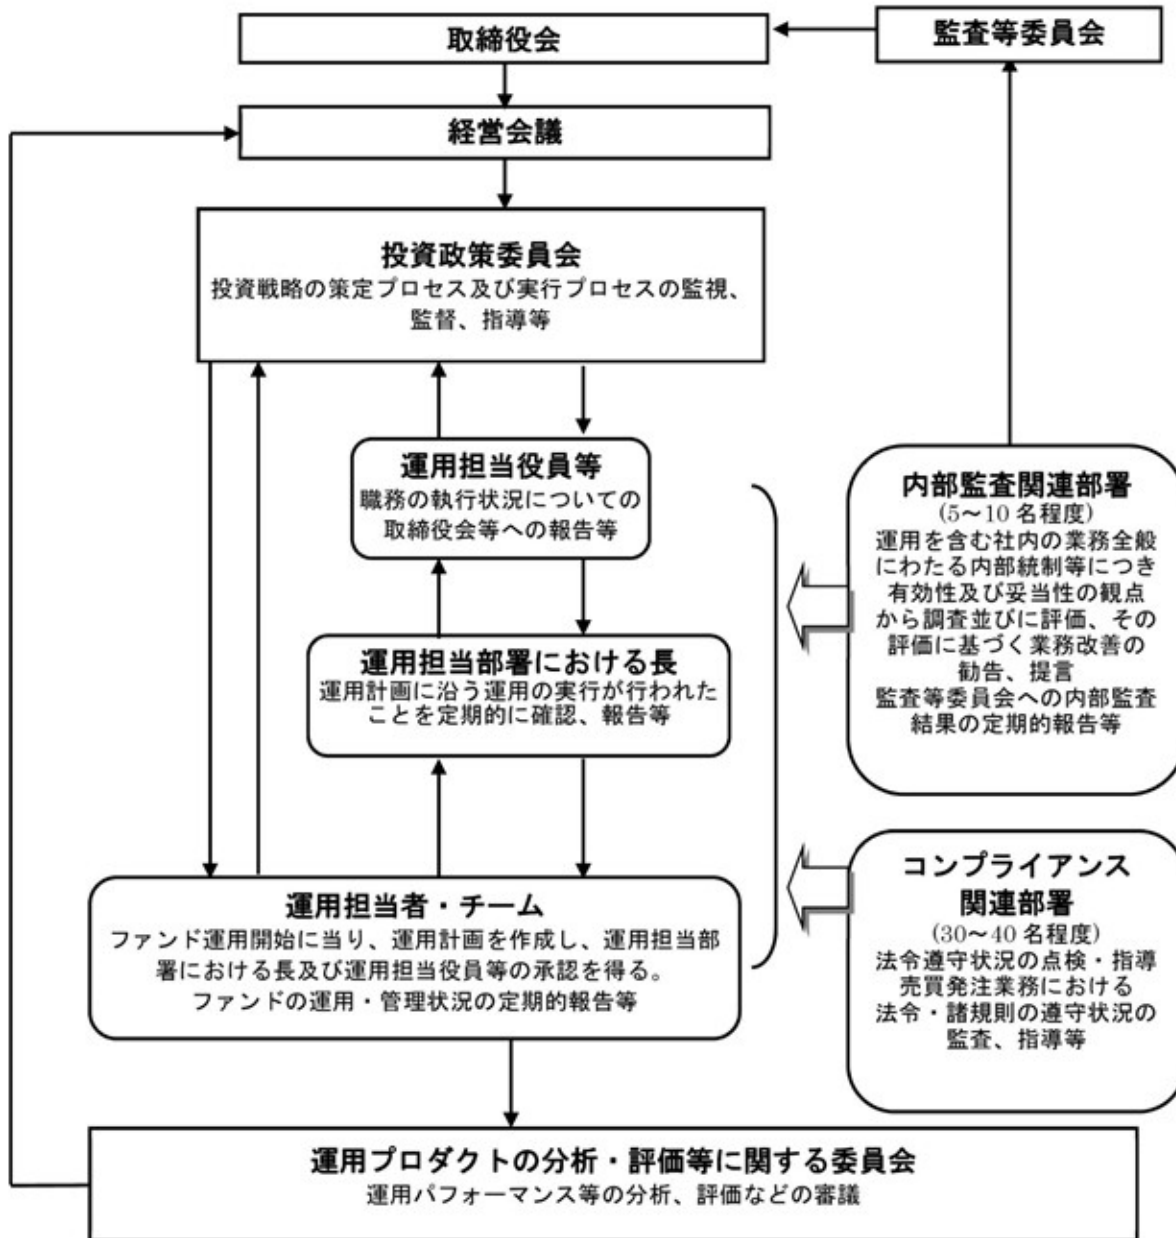 取締役会
監査等委員会
経営会議
投資政策委員会
投資戦略の策定プロセス及び実行プロセスの監視、
監督、指導等
運用担当役員等
職務の執行状況についての
取締役会等への報告等
運用担当部署における長
運用計画に沿う運用の実行が行われた
ことを定期的に確認、報告等
運用担当者・チーム
ファンド運用開始に当り、運用計画を作成し、運用担当部
署における長及び運用担当役員等の承認を得る。
ファンドの運用・管理状況の定期的報告等
内部監査関連部署
(5～10 名程度)
運用を含む社内の業務全般
にわたる内部統制等につき
有効性及び妥当性の観点
から調査並びに評価、その
評価に基づく業務改善の
勧告、提言
監査等委員会への内部監査
結果の定期的報告等
コンプライアンス
関連部署
(30～40 名程度)
法令遵守状況の点検・指導
売買発注業務における
法令・諸規則の遵守状況の
監査、指導等
運用プロダクトの分析・評価等に関する委員会
運用パフォーマンス等の分析、評価などの審議